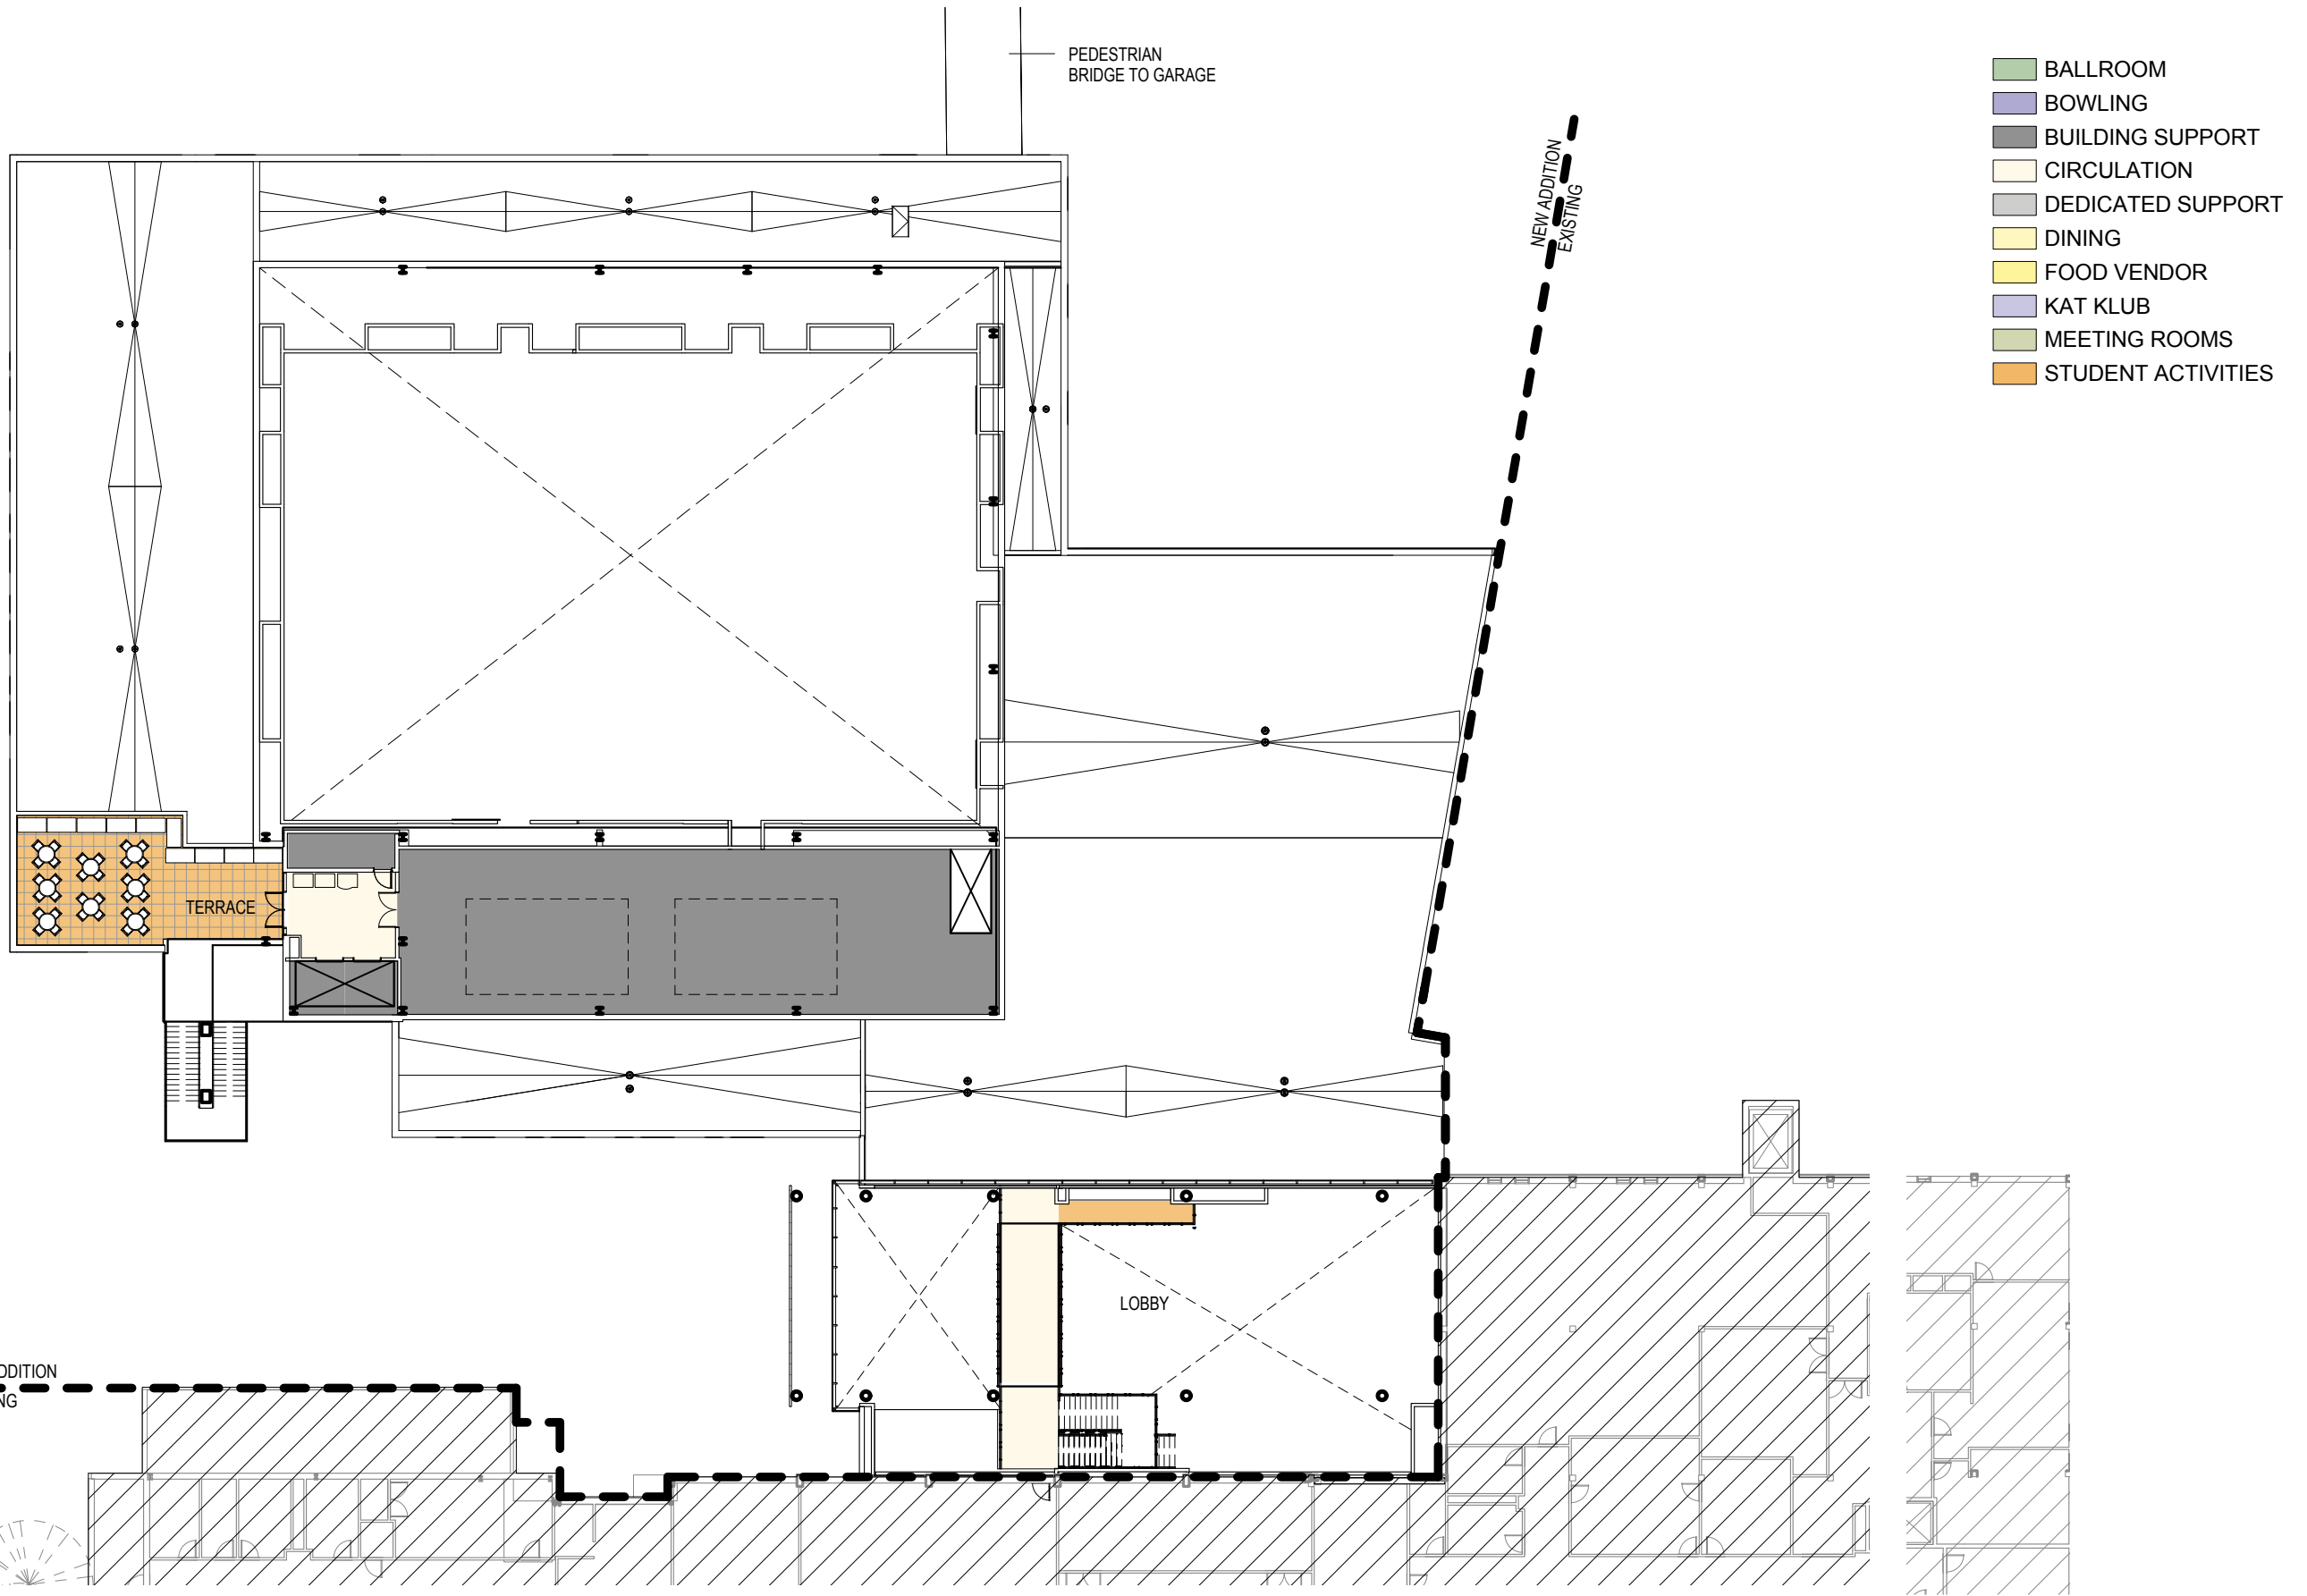 PEDESTRIAN
BRIDGE TO GARAGE
BALLROOM
BOWLING
BUILDING SUPPORT
CIRCULATION
DEDICATED SUPPORT
DINING
FOOD VENDOR
KAT KLUB
MEETING ROOMS
STUDENT ACTIVITIES
NEW ADDITION
EXISTING
TERRACE
LOBBY
DDITION
NG